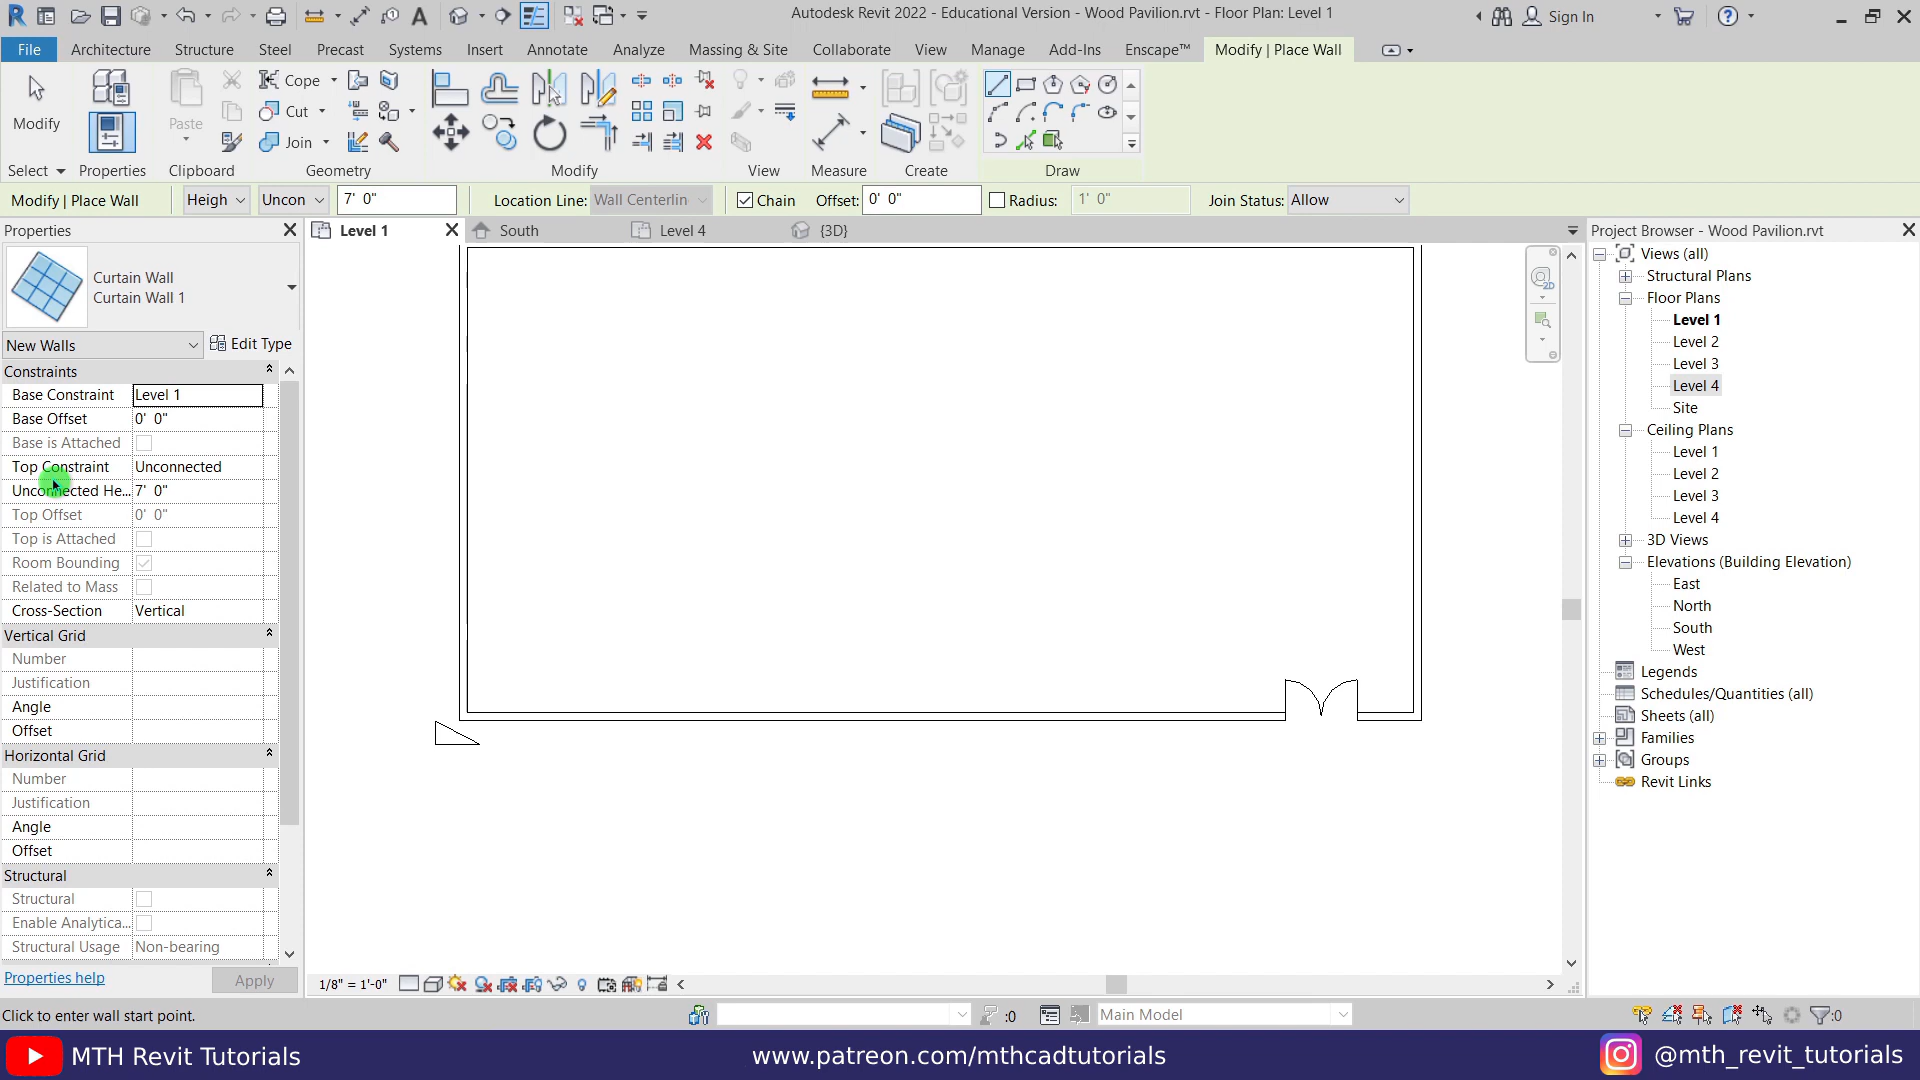 Autodesk Revit 2022 - Educational Version - Wood Pavilion.rvt - Floor Plan: Level 1
Sign In
File Architecture Structure Steel Precast Systems Insert Annotate Analyze Massing & Site Collaborate View Manage Add-Ins Enscape™ Modify | Place Wall
Modify
Paste
Cope
Cut
Join
Select Properties Clipboard Geometry Modify View Measure Create Draw
Modify | Place Wall Heigh Uncon 7' 0" Location Line: Wall Centerlin Chain Offset: 0' 0" Radius: 1' 0" Join Status: Allow
Properties
Level 1 South Level 4 {3D}
Project Browser - Wood Pavilion.rvt
Curtain Wall
Curtain Wall 1
New Walls Edit Type
Constraints
Base Constraint Level 1
Base Offset 0' 0"
Base is Attached
Top Constraint Unconnected
Unconnected He... 7' 0"
Top Offset 0' 0"
Top is Attached
Room Bounding
Related to Mass
Cross-Section Vertical
Vertical Grid
Number
Justification
Angle
Offset
Horizontal Grid
Number
Justification
Angle
Offset
Structural
Structural
Enable Analytica...
Structural Usage Non-bearing
Properties help Apply
2D
Views (all)
Structural Plans
Floor Plans
Level 1
Level 2
Level 3
Level 4
Site
Ceiling Plans
Level 1
Level 2
Level 3
Level 4
3D Views
Elevations (Building Elevation)
East
North
South
West
Legends
Schedules/Quantities (all)
Sheets (all)
Families
Groups
Revit Links
1/8" = 1'-0"
Click to enter wall start point. :0 Main Model :0
MTH Revit Tutorials www.patreon.com/mthcadtutorials @mth_revit_tutorials